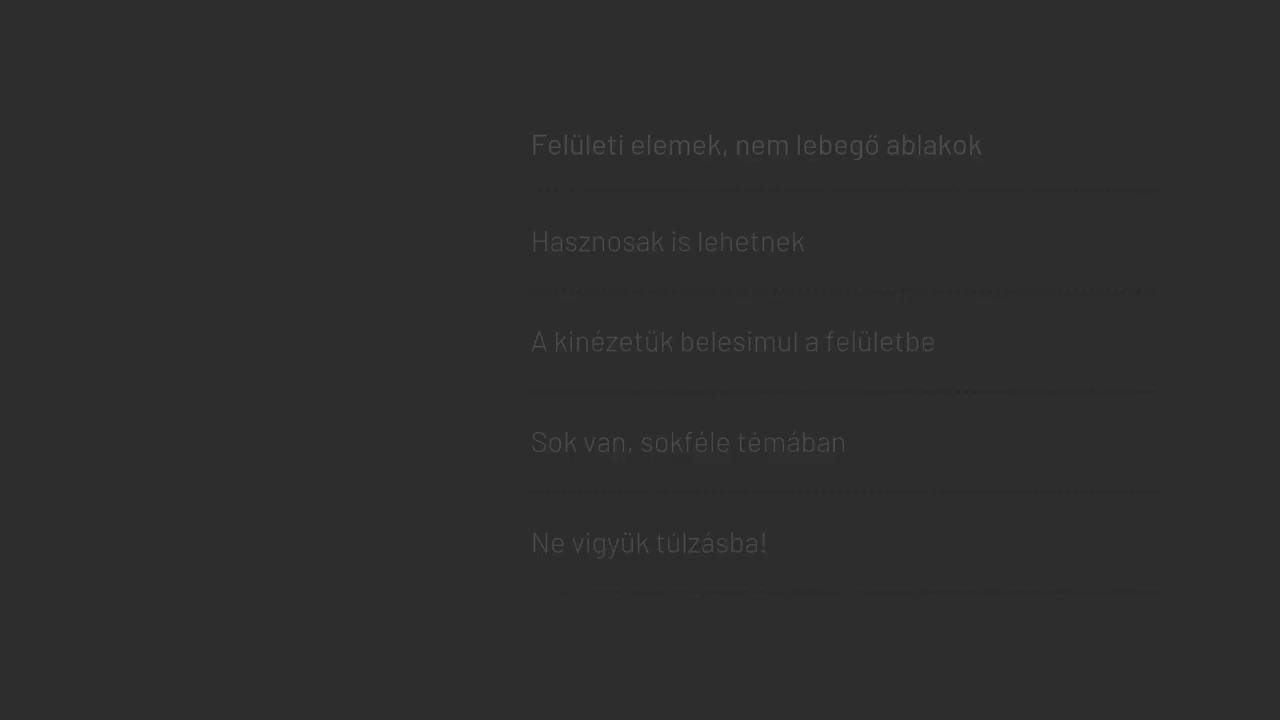 Felületi elemek, nem lebegő ablakok
Hasznosak is lehetnek
A kinézetük belesimul a felületbe
Sok van, sokféle témában
Ne vigyük túlzásba!